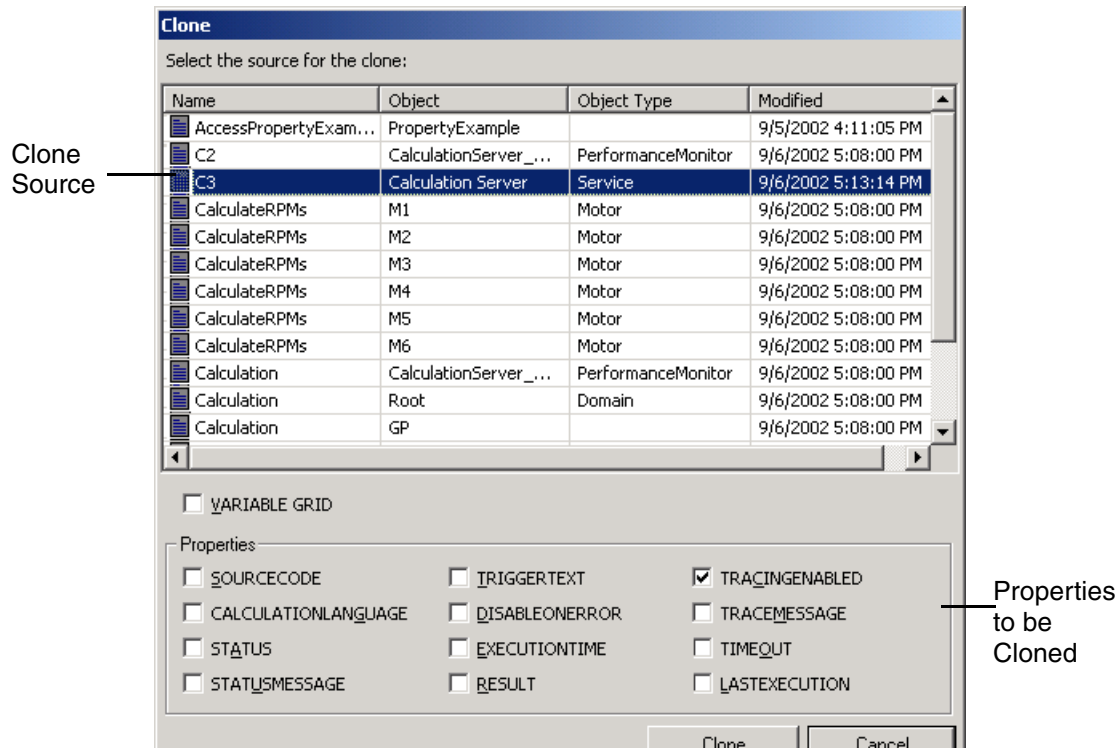 Clone
Select the source for the clone:
Name Object Object Type Modified
AccessPropertyExam... PropertyExample 9/5/2002 4:11:05 PM
C2 CalculationServer_... PerformanceMonitor 9/6/2002 5:08:00 PM
Clone
Source
C3 Calculation Server Service 9/6/2002 5:13:14 PM
CalculateRPMs M1 Motor 9/6/2002 5:08:00 PM
CalculateRPMs M2 Motor 9/6/2002 5:08:00 PM
CalculateRPMs M3 Motor 9/6/2002 5:08:00 PM
CalculateRPMs M4 Motor 9/6/2002 5:08:00 PM
CalculateRPMs M5 Motor 9/6/2002 5:08:00 PM
CalculateRPMs M6 Motor 9/6/2002 5:08:00 PM
Calculation CalculationServer_... PerformanceMonitor 9/6/2002 5:08:00 PM
Calculation Root Domain 9/6/2002 5:08:00 PM
Calculation GP 9/6/2002 5:08:00 PM
VARIABLE GRID
Properties
SOURCECODE TRIGGERTEXT TRACINGENABLED
CALCULATIONLANGUAGE DISABLEONERROR TRACEMESSAGE
STATUS EXECUTIONTIME TIMEOUT
STATUSMESSAGE RESULT LASTEXECUTION
Properties
to be
Cloned
Clone Cancel